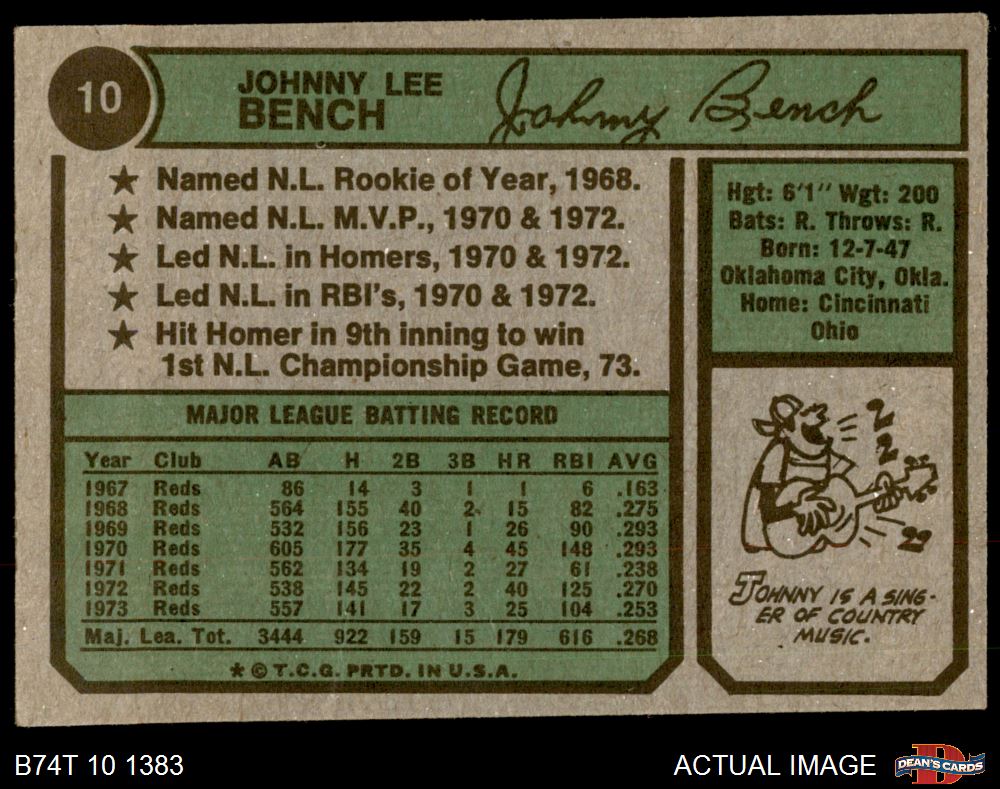 10
JOHNNY LEE
BENCH
Johnny Bench
★ Named N.L. Rookie of Year, 1968.
★ Named N.L. M.V.P., 1970 & 1972.
★ Led N.L. in Homers, 1970 & 1972.
★ Led N.L. in RBI's, 1970 & 1972.
★ Hit Homer in 9th inning to win
1st N.L. Championship Game, 73.
MAJOR LEAGUE BATTING RECORD
Year Club AB H 2B 3B HR RBI AVG
1967 Reds 86 14 3 1 1 6 .163
1968 Reds 564 155 40 2 15 82 .275
1969 Reds 532 156 23 1 26 90 .293
1970 Reds 605 177 35 4 45 148 .293
1971 Reds 562 134 19 2 27 61 .238
1972 Reds 538 145 22 2 40 125 .270
1973 Reds 557 141 17 3 25 104 .253
Maj. Lea. Tot. 3444 922 159 15 179 616 .268
★ © T.C.G. PRTD. IN U.S.A.
Hgt: 6'1" Wgt: 200
Bats: R. Throws: R.
Born: 12-7-47
Oklahoma City, Okla.
Home: Cincinnati
Ohio
JOHNNY IS A SING-
ER OF COUNTRY
MUSIC.
B74T 10 1383
ACTUAL IMAGE
DEAN'S CARDS